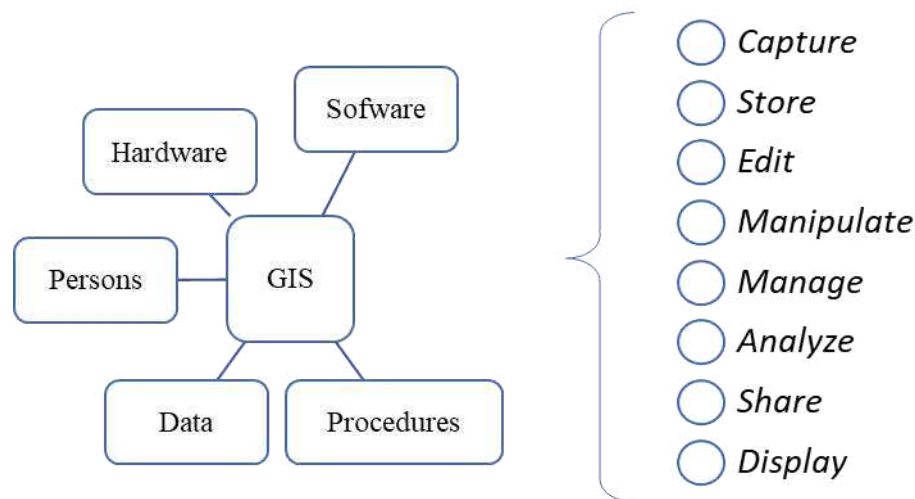 Sofware
Hardware
GIS
Persons
Data
Procedures
Capture
Store
Edit
Manipulate
Manage
Analyze
Share
Display